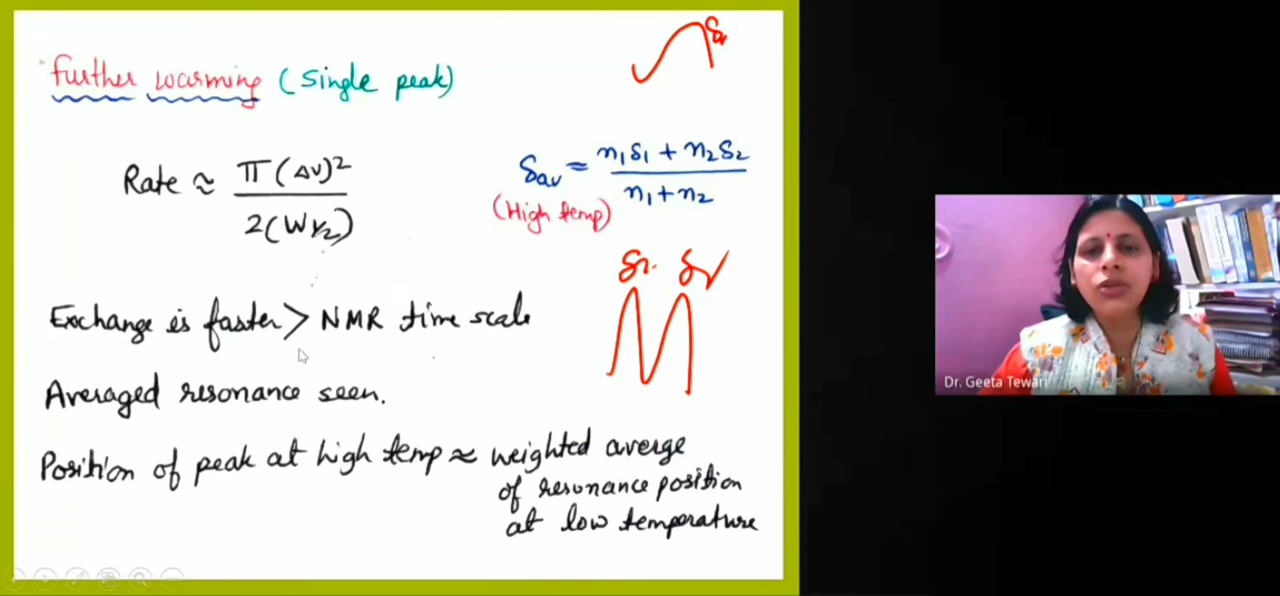 Further warming (Single peak)
δ
Rate ≈ π(Δν)² / 2(W½)
δav = n₁δ₁ + n₂δ₂ / n₁ + n₂
(High temp)
δ₁. δ₂
Exchange is faster > NMR time scale
Averaged resonance seen.
Position of peak at high temp ≈ weighted averge
of resonance position
at low temperature
Dr. Geeta Tewari